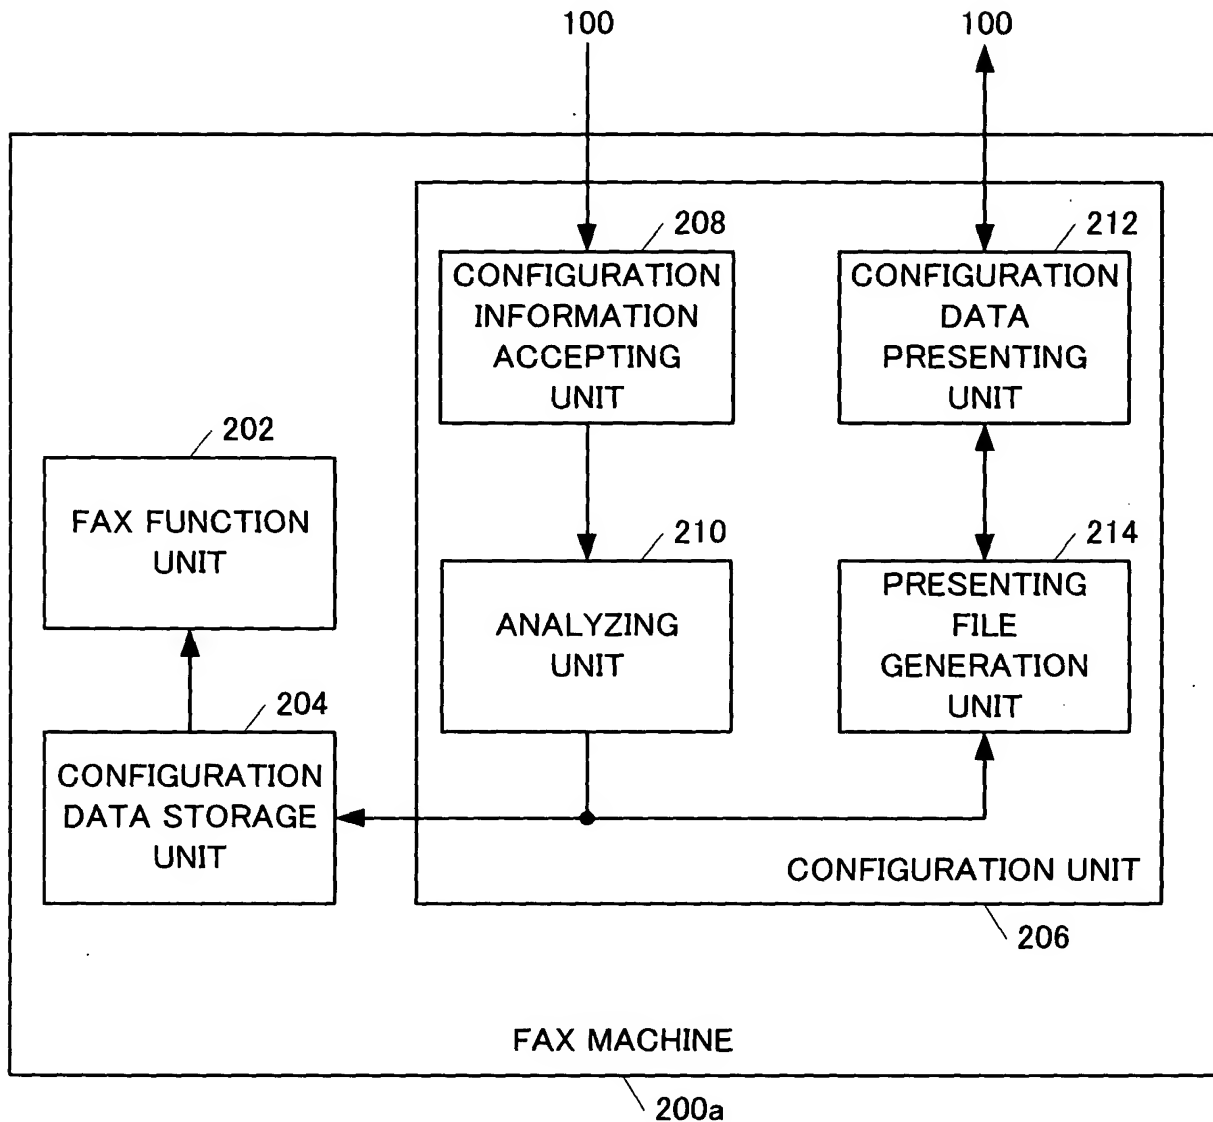 100
100
208
CONFIGURATION
INFORMATION
ACCEPTING
UNIT
212
CONFIGURATION
DATA
PRESENTING
UNIT
202
FAX FUNCTION
UNIT
210
ANALYZING
UNIT
214
PRESENTING
FILE
GENERATION
UNIT
204
CONFIGURATION
DATA STORAGE
UNIT
CONFIGURATION UNIT
206
FAX MACHINE
200a